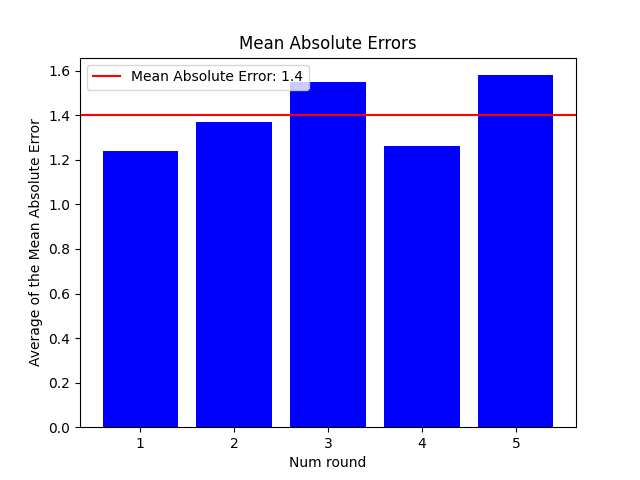 Mean Absolute Errors
Mean Absolute Error: 1.4
1.6
1.4
1.2
1.0
0.8
0.6
0.4
0.2
0.0
Average of the Mean Absolute Error
1 2 3 4 5
Num round